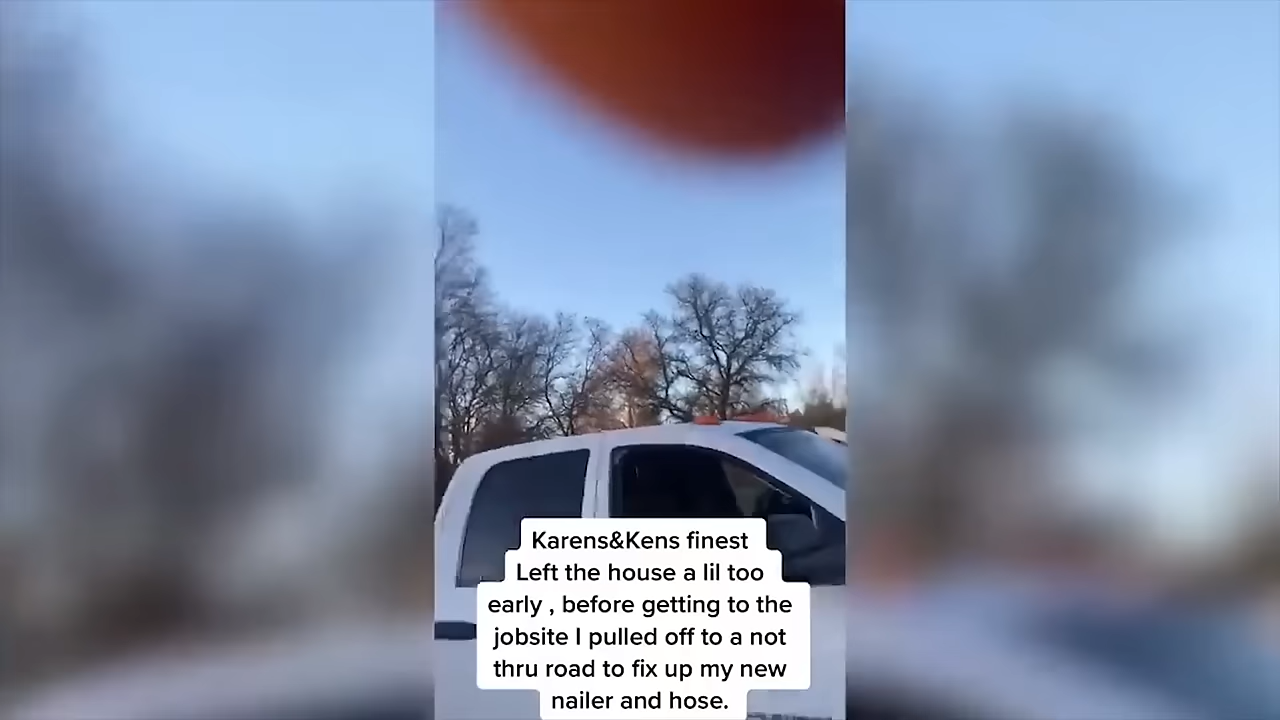 Karens&Kens finest
Left the house a lil too
early , before getting to the
jobsite I pulled off to a not
thru road to fix up my new
nailer and hose.